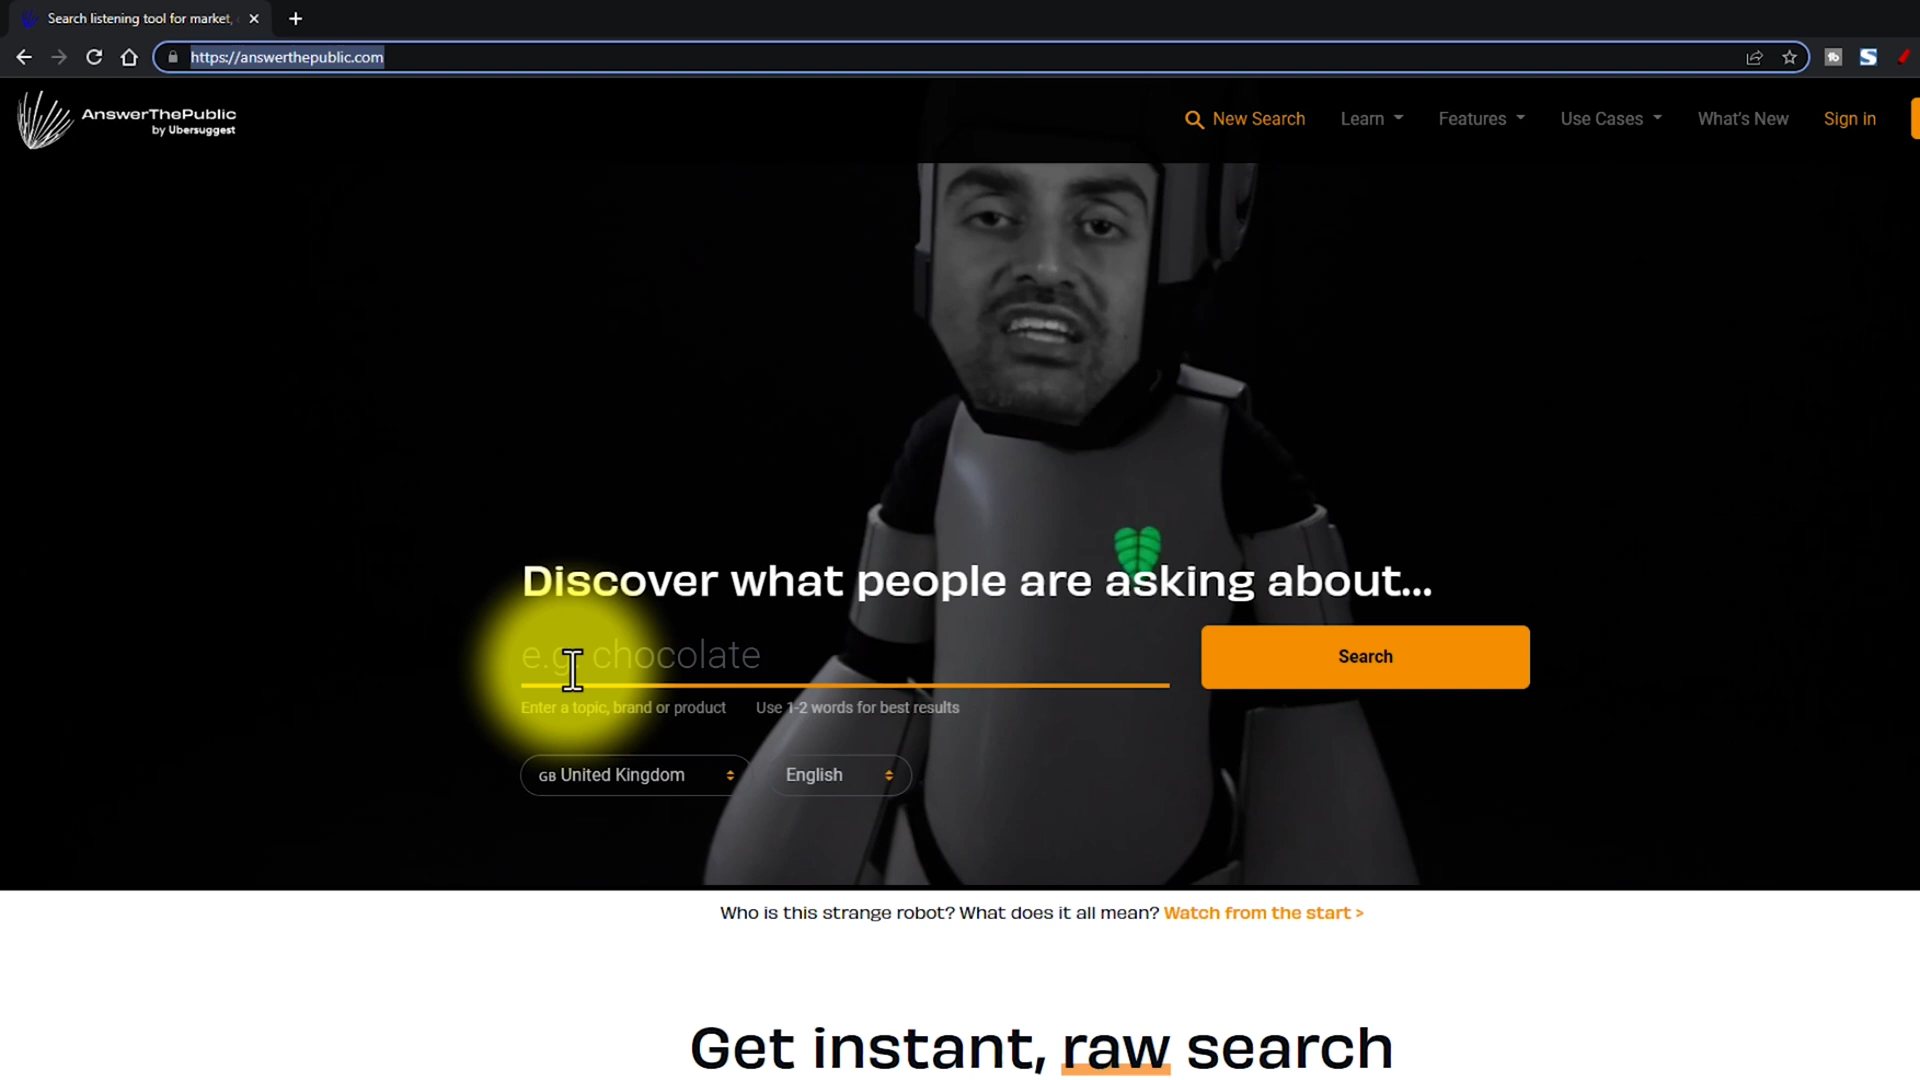 Search listening tool for market,
https://answerthepublic.com
AnswerThePublic
by Ubersuggest
New Search
Learn
Features
Use Cases
What's New
Sign in
Discover what people are asking about...
e.g. chocolate
Search
Enter a topic, brand or product
Use 1-2 words for best results
GB United Kingdom
English
Who is this strange robot? What does it all mean? Watch from the start >
Get instant, raw search